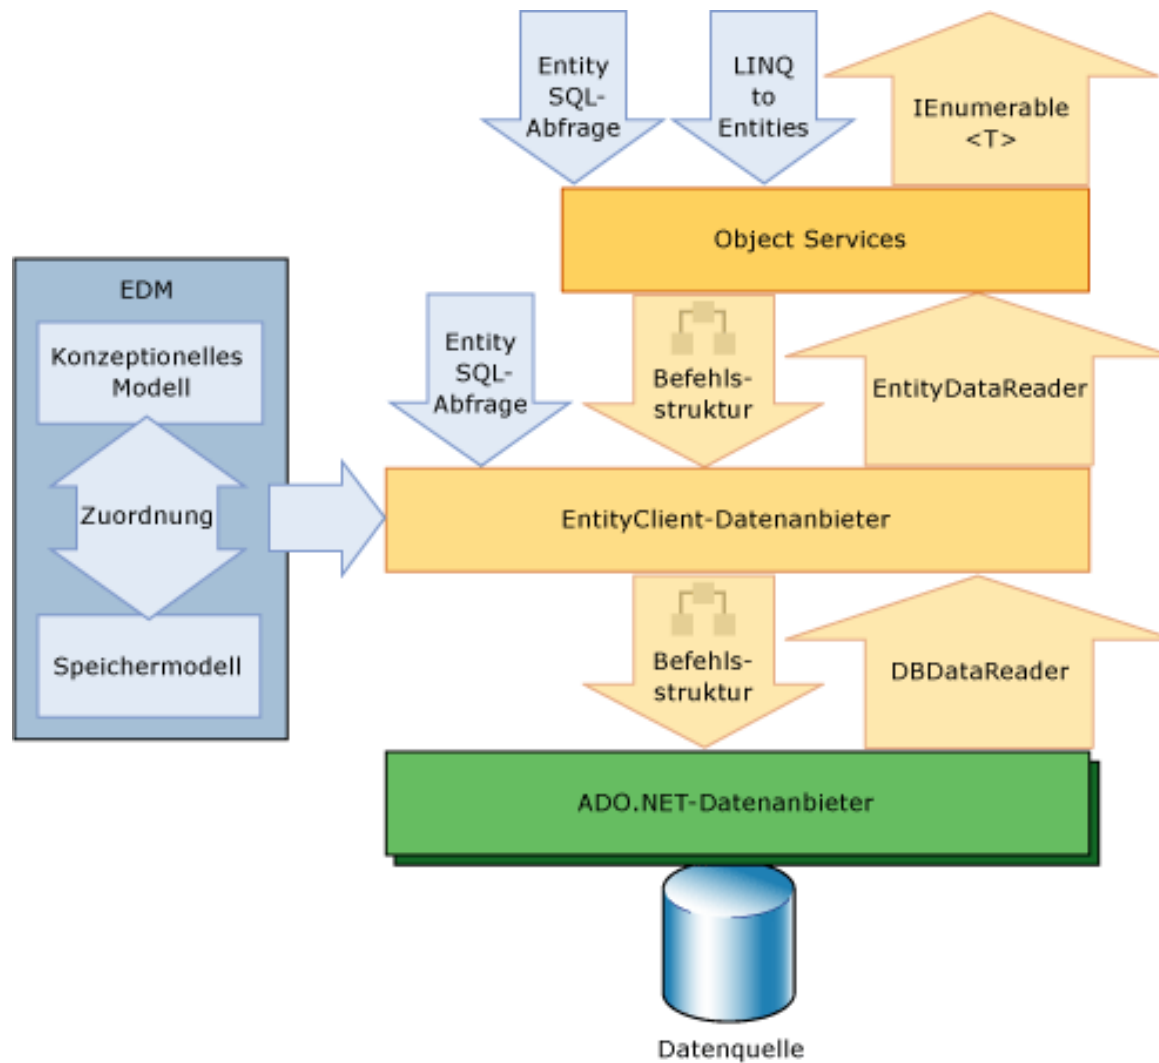 Entity
SQL-
Abfrage
LINQ
to
Entities
IEnumerable
<T>
Object Services
EDM
Konzeptionelles
Modell
Zuordnung
Speichermodell
Entity
SQL-
Abfrage
Befehls-
struktur
EntityDataReader
EntityClient-Datenanbieter
Befehls-
struktur
DBDataReader
ADO.NET-Datenanbieter
Datenquelle